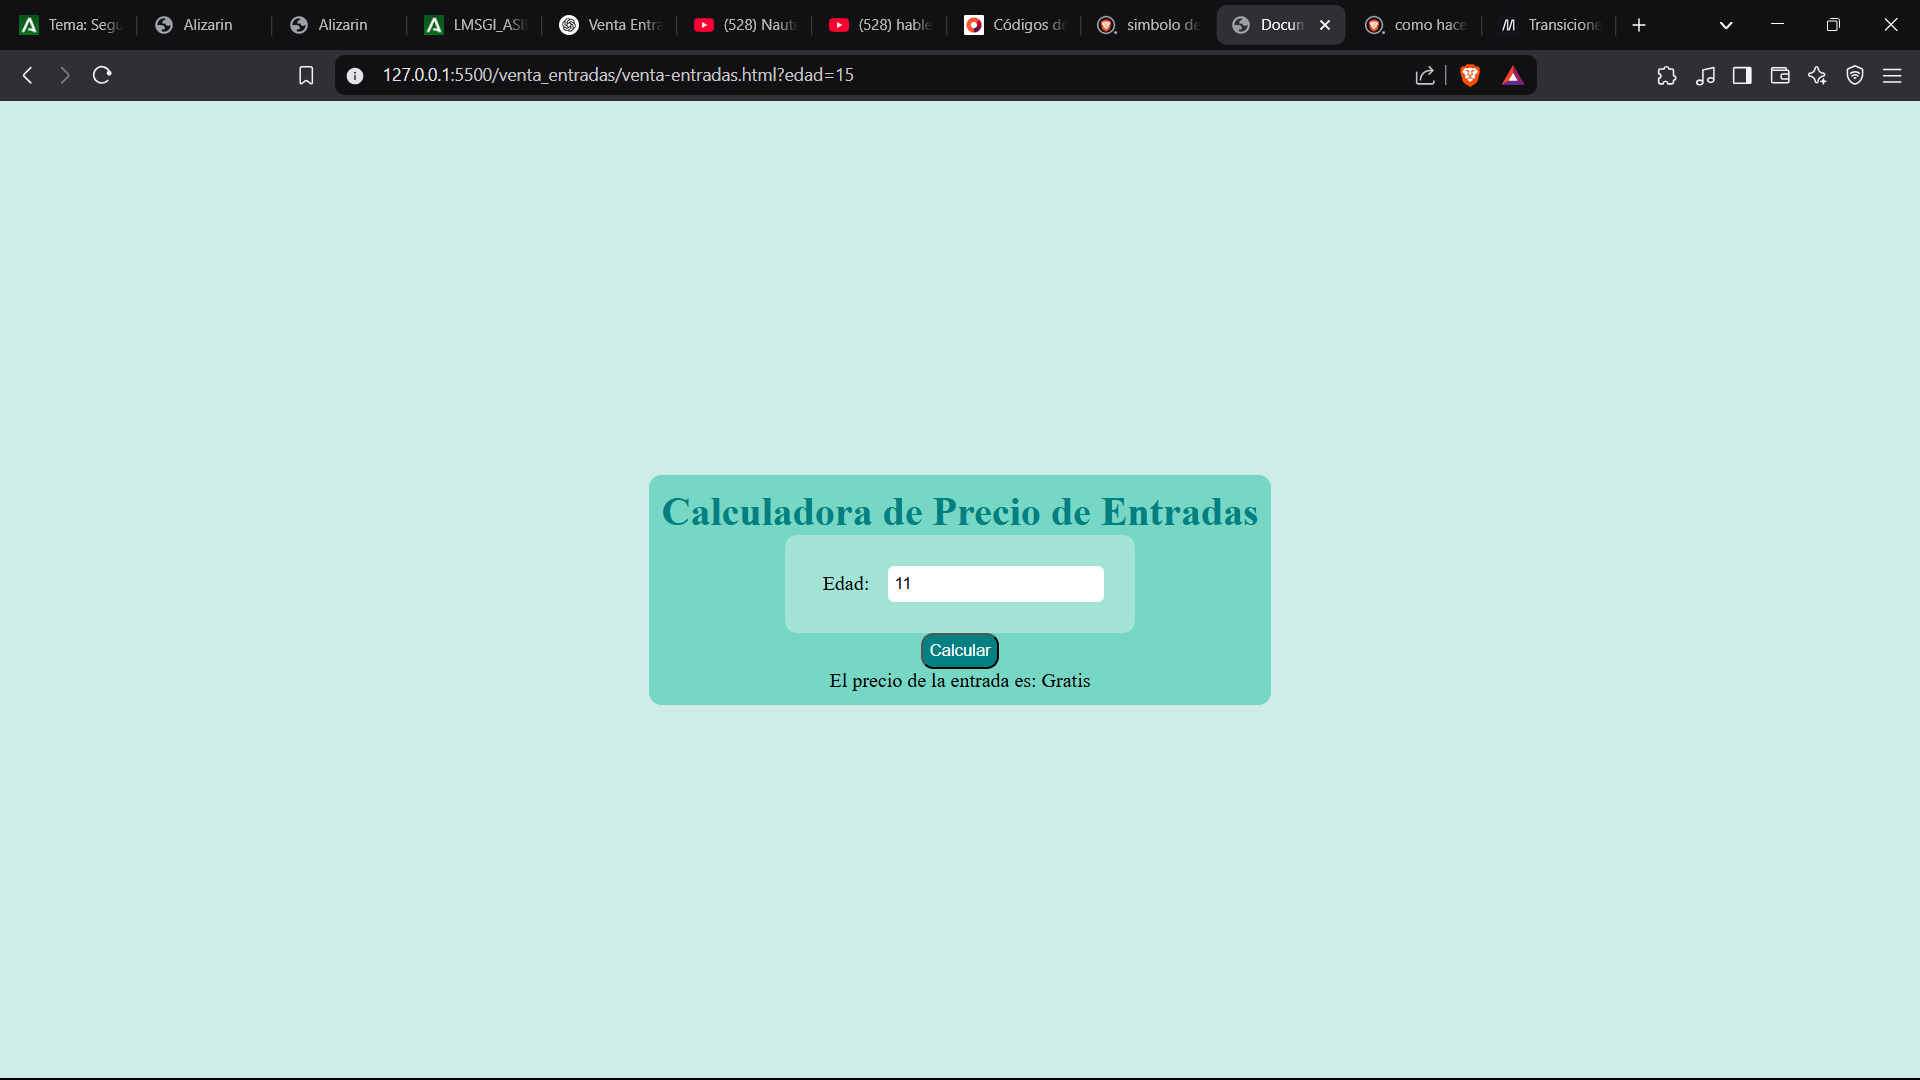 Tema: Segu
Alizarin
Alizarin
LMSGI_ASI
Venta Entra
(528) Naut
(528) hable
Códigos de
simbolo de
Docun
como hace
Transicione
127.0.0.1:5500/venta_entradas/venta-entradas.html?edad=15
Calculadora de Precio de Entradas
Edad: 11
Calcular
El precio de la entrada es: Gratis